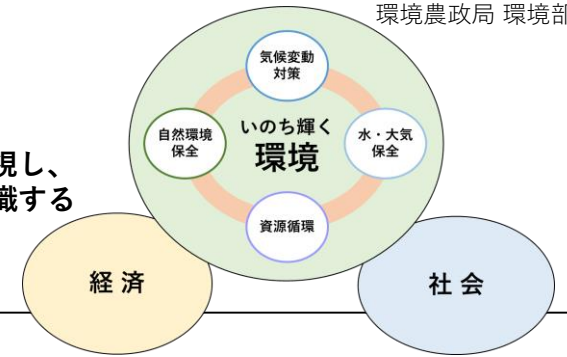 環境農政局 環境部
気候変動
対策
自然環境
保全
いのち輝く
環境
水・大気
保全
視し、
識する
資源循環
経 済
社 会